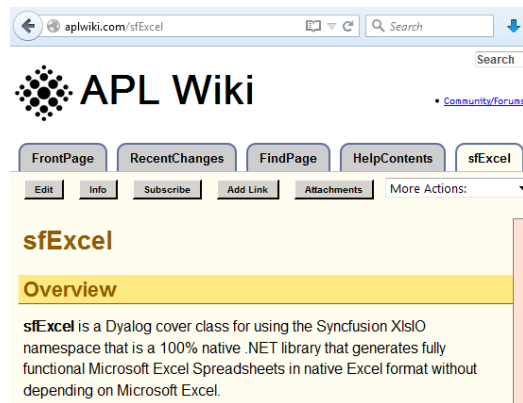 aplwiki.com/sfExcel
Search
Search
APL Wiki
• Community/Forums
FrontPage RecentChanges FindPage HelpContents sfExcel
Edit Info Subscribe Add Link Attachments More Actions:
sfExcel
Overview
sfExcel is a Dyalog cover class for using the Syncfusion XlsIO
namespace that is a 100% native .NET library that generates fully
functional Microsoft Excel Spreadsheets in native Excel format without
depending on Microsoft Excel.